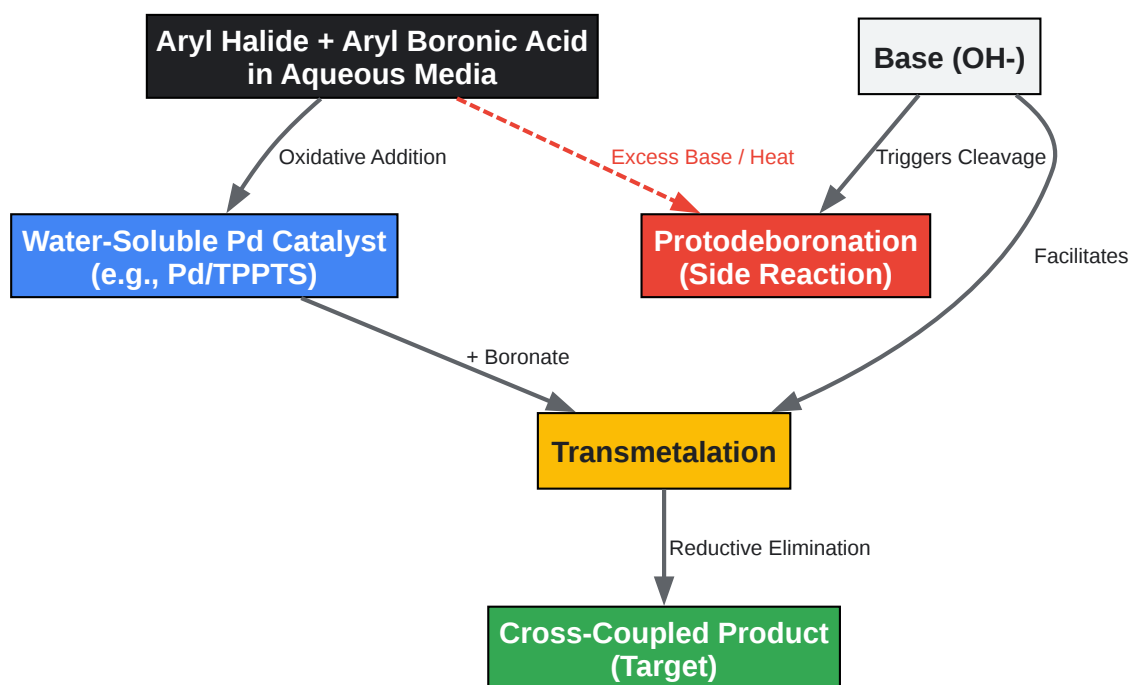 Aryl Halide + Aryl Boronic Acid
in Aqueous Media
Base (OH-)
Oxidative Addition
Excess Base / Heat
Triggers Cleavage
Water-Soluble Pd Catalyst
(e.g., Pd/TPPTS)
Protodeboronation
(Side Reaction)
Facilitates
+ Boronate
Transmetalation
Reductive Elimination
Cross-Coupled Product
(Target)